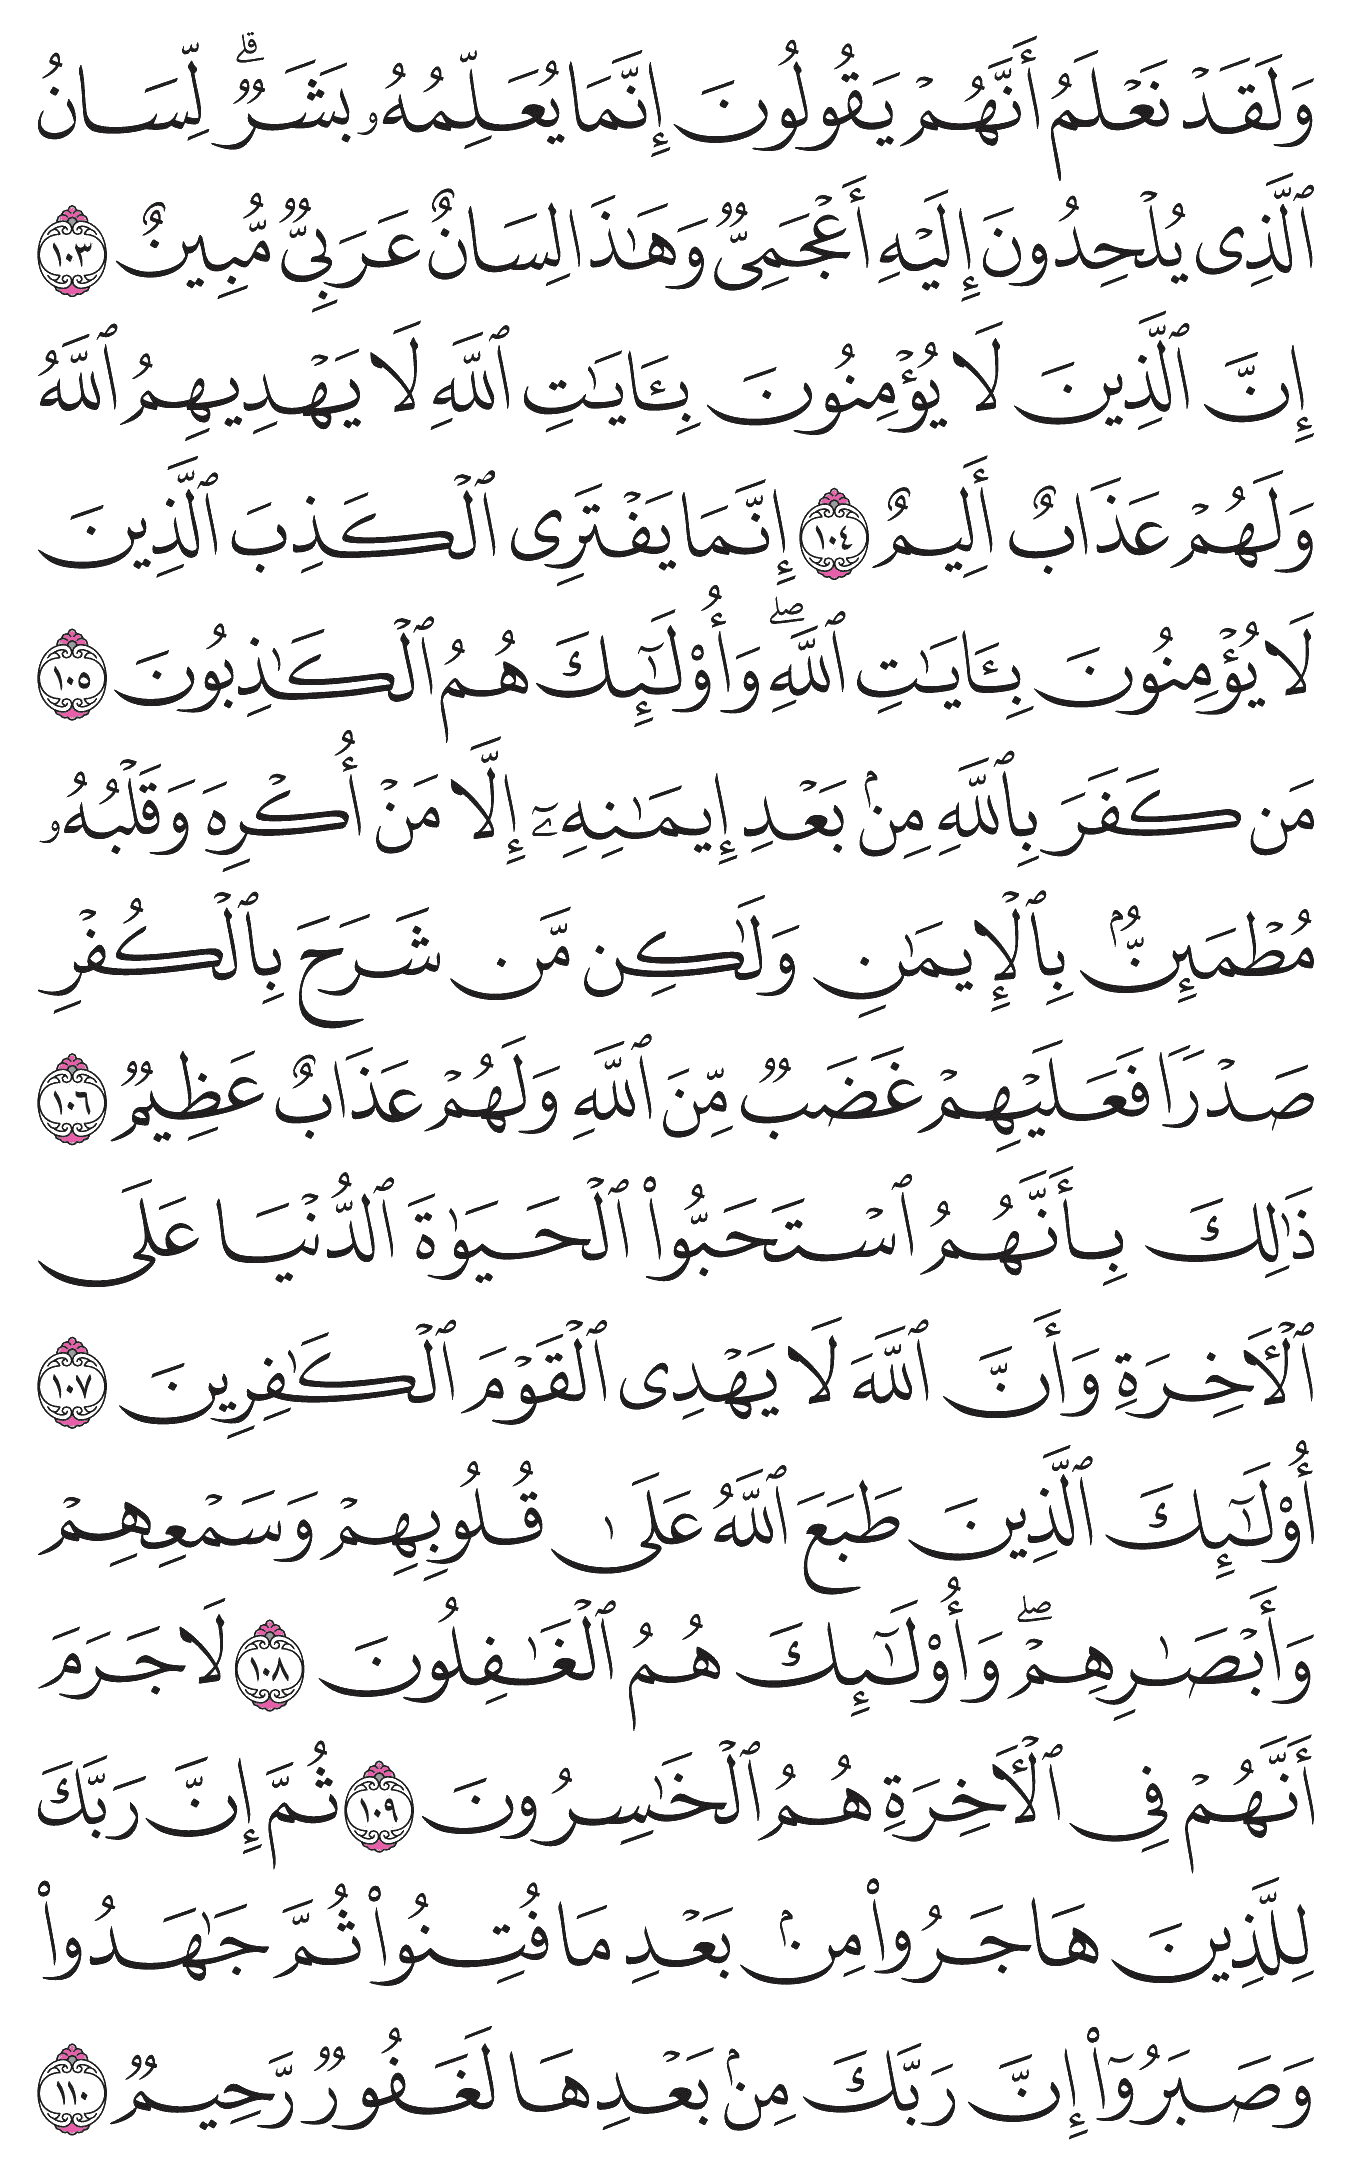 وَلَقَدۡ نَعۡلَمُ أَنَّهُمۡ يَقُولُونَ إِنَّمَا يُعَلِّمُهُۥ بَشَرٞۗ لِّسَانُ
ٱلَّذِي يُلۡحِدُونَ إِلَيۡهِ أَعۡجَمِيّٞ وَهَٰذَا لِسَانٌ عَرَبِيّٞ مُّبِينٌ ١٠٣
إِنَّ ٱلَّذِينَ لَا يُؤۡمِنُونَ بِـَٔايَٰتِ ٱللَّهِ لَا يَهۡدِيهِمُ ٱللَّهُ
وَلَهُمۡ عَذَابٌ أَلِيمٌ ١٠٤ إِنَّمَا يَفۡتَرِي ٱلۡكَذِبَ ٱلَّذِينَ
لَا يُؤۡمِنُونَ بِـَٔايَٰتِ ٱللَّهِۖ وَأُوْلَٰٓئِكَ هُمُ ٱلۡكَٰذِبُونَ ١٠٥
مَن كَفَرَ بِٱللَّهِ مِنۢ بَعۡدِ إِيمَٰنِهِۦٓ إِلَّا مَنۡ أُكۡرِهَ وَقَلۡبُهُۥ
مُطۡمَئِنُّۢ بِٱلۡإِيمَٰنِ وَلَٰكِن مَّن شَرَحَ بِٱلۡكُفۡرِ
صَدۡرٗا فَعَلَيۡهِمۡ غَضَبٞ مِّنَ ٱللَّهِ وَلَهُمۡ عَذَابٌ عَظِيمٞ ١٠٦
ذَٰلِكَ بِأَنَّهُمُ ٱسۡتَحَبُّواْ ٱلۡحَيَوٰةَ ٱلدُّنۡيَا عَلَى
ٱلۡأٓخِرَةِ وَأَنَّ ٱللَّهَ لَا يَهۡدِي ٱلۡقَوۡمَ ٱلۡكَٰفِرِينَ ١٠٧
أُوْلَٰٓئِكَ ٱلَّذِينَ طَبَعَ ٱللَّهُ عَلَىٰ قُلُوبِهِمۡ وَسَمۡعِهِمۡ
وَأَبۡصَٰرِهِمۡۖ وَأُوْلَٰٓئِكَ هُمُ ٱلۡغَٰفِلُونَ ١٠٨ لَا جَرَمَ
أَنَّهُمۡ فِي ٱلۡأٓخِرَةِ هُمُ ٱلۡخَٰسِرُونَ ١٠٩ ثُمَّ إِنَّ رَبَّكَ
لِلَّذِينَ هَاجَرُواْ مِنۢ بَعۡدِ مَا فُتِنُواْ ثُمَّ جَٰهَدُواْ
وَصَبَرُوٓاْ إِنَّ رَبَّكَ مِنۢ بَعۡدِهَا لَغَفُورٞ رَّحِيمٞ ١١٠